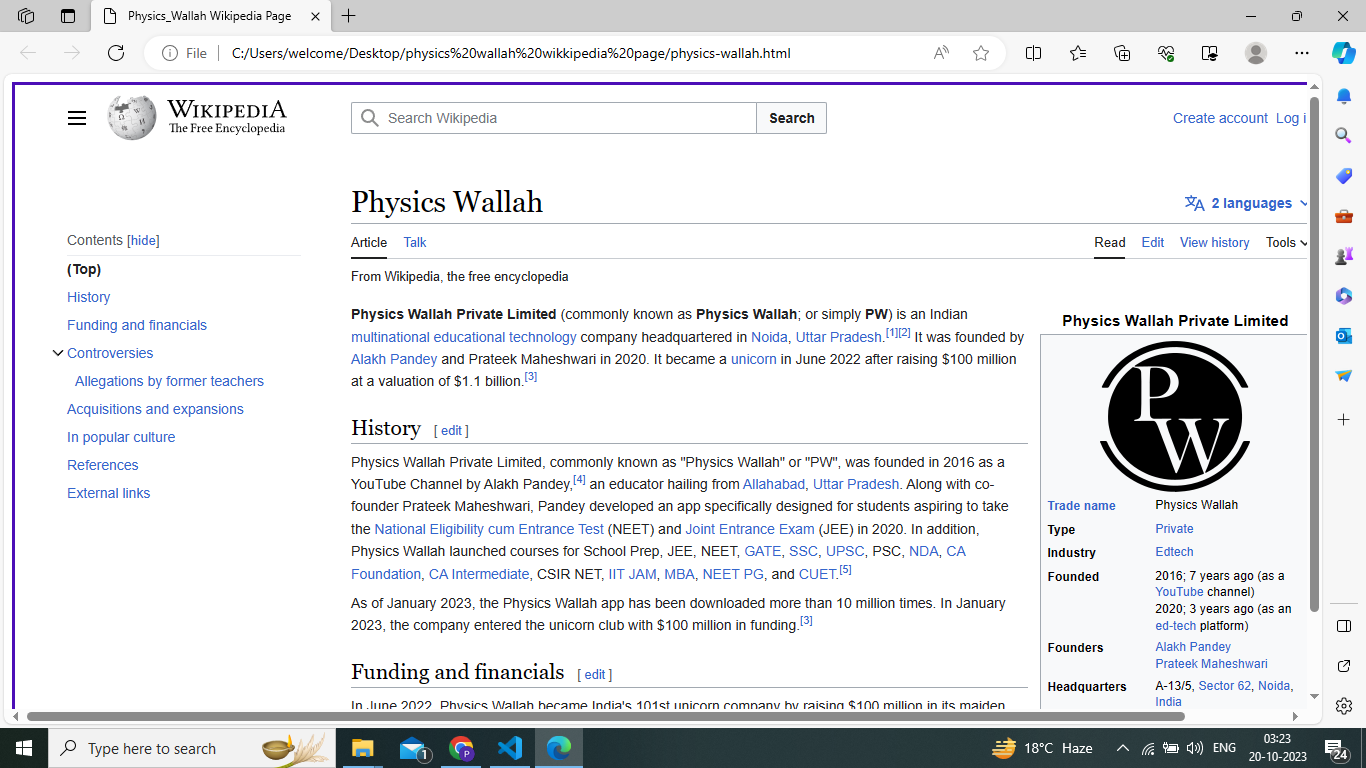 Physics_Wallah Wikipedia Page
File
C:/Users/welcome/Desktop/physics%20wallah%20wikkipedia%20page/physics-wallah.html
WIKIPEDIA
The Free Encyclopedia
Search Wikipedia
Search
Create account Log i
Physics Wallah
2 languages
Contents [hide]
(Top)
History
Funding and financials
Controversies
Allegations by former teachers
Acquisitions and expansions
In popular culture
References
External links
Article Talk
Read Edit View history Tools
From Wikipedia, the free encyclopedia
Physics Wallah Private Limited (commonly known as Physics Wallah; or simply PW) is an Indian
multinational educational technology company headquartered in Noida, Uttar Pradesh.[1][2] It was founded by
Alakh Pandey and Prateek Maheshwari in 2020. It became a unicorn in June 2022 after raising $100 million
at a valuation of $1.1 billion.[3]
History [ edit ]
Physics Wallah Private Limited, commonly known as "Physics Wallah" or "PW", was founded in 2016 as a
YouTube Channel by Alakh Pandey,[4] an educator hailing from Allahabad, Uttar Pradesh. Along with co-
founder Prateek Maheshwari, Pandey developed an app specifically designed for students aspiring to take
the National Eligibility cum Entrance Test (NEET) and Joint Entrance Exam (JEE) in 2020. In addition,
Physics Wallah launched courses for School Prep, JEE, NEET, GATE, SSC, UPSC, PSC, NDA, CA
Foundation, CA Intermediate, CSIR NET, IIT JAM, MBA, NEET PG, and CUET.[5]
As of January 2023, the Physics Wallah app has been downloaded more than 10 million times. In January
2023, the company entered the unicorn club with $100 million in funding.[3]
Funding and financials [ edit ]
In June 2022, Physics Wallah became India's 101st unicorn company by raising $100 million in its maiden
Physics Wallah Private Limited
PW
Trade name Physics Wallah
Type Private
Industry Edtech
Founded 2016; 7 years ago (as a
YouTube channel)
2020; 3 years ago (as an
ed-tech platform)
Founders Alakh Pandey
Prateek Maheshwari
Headquarters A-13/5, Sector 62, Noida,
India
Type here to search
1
P
18°C Haze
ENG
03:23
20-10-2023
24